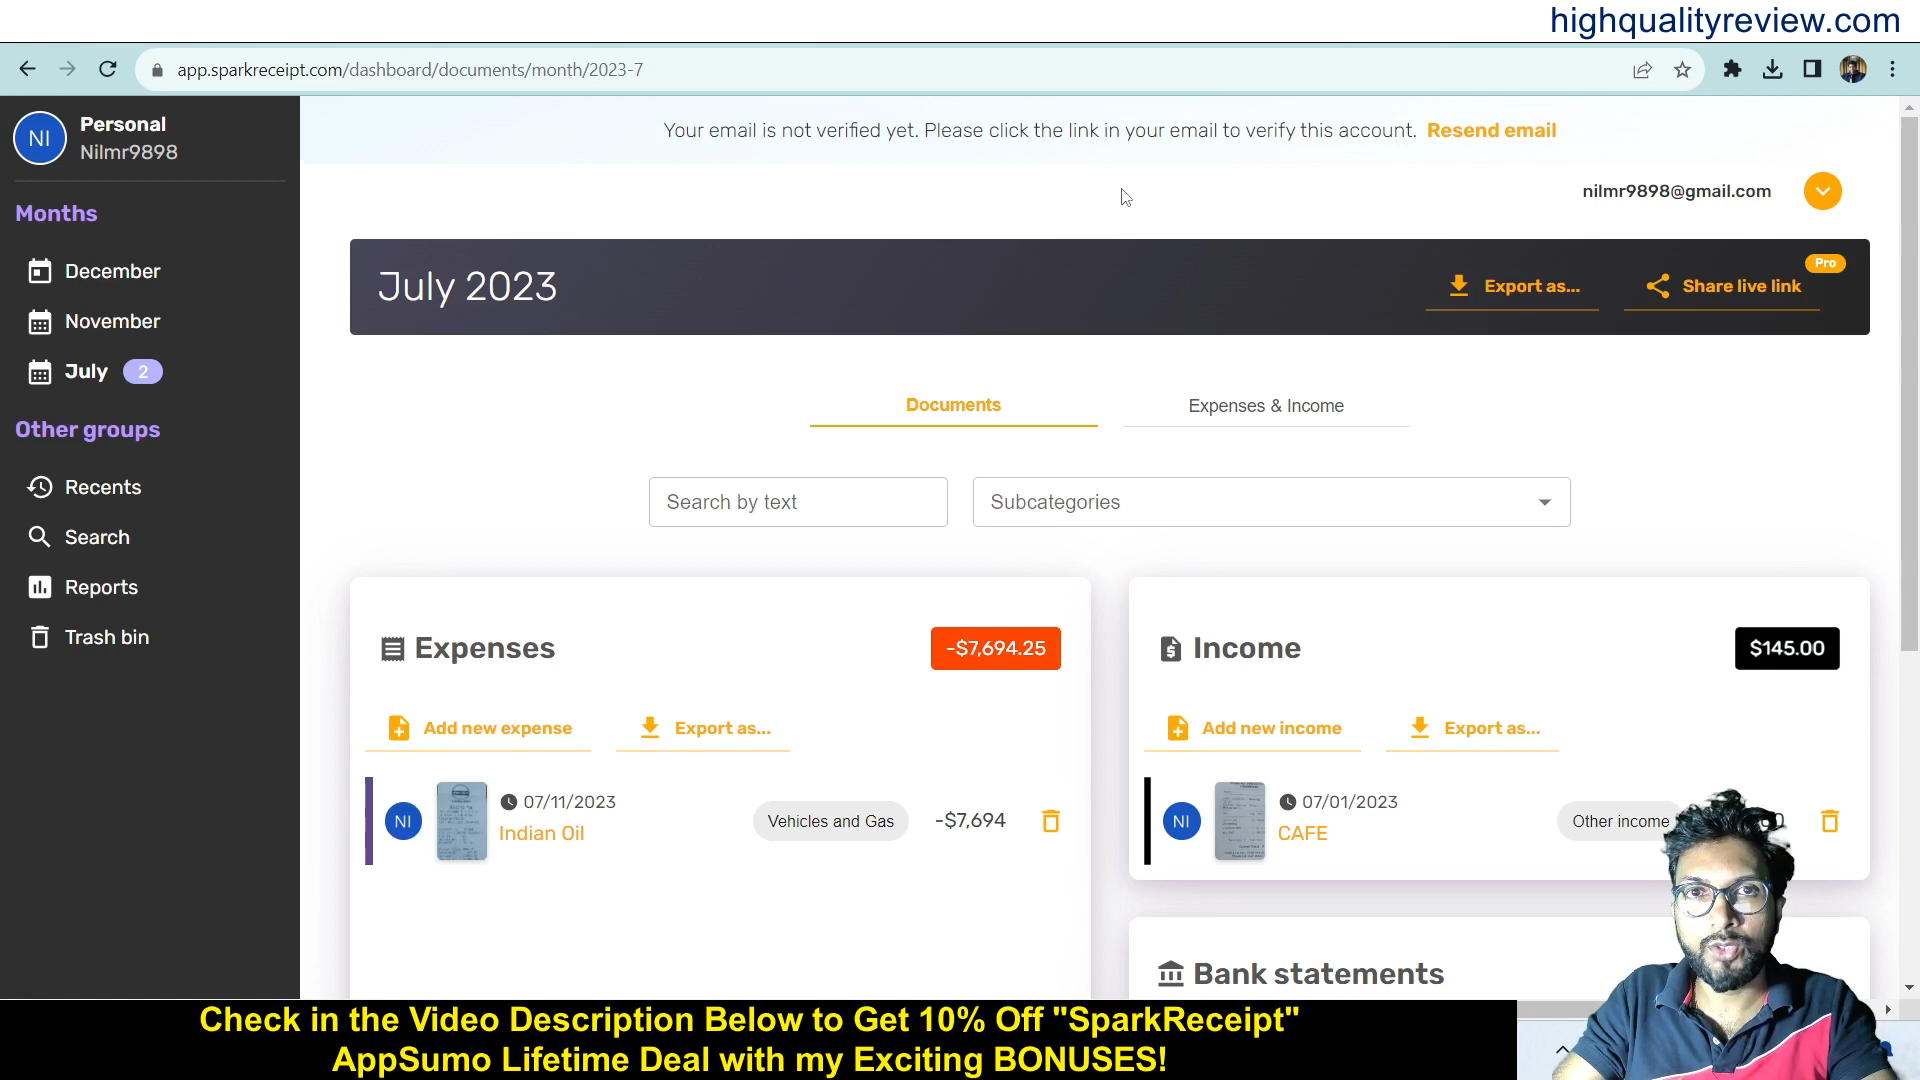 highqualityreview.com
app.sparkreceipt.com/dashboard/documents/month/2023-7
NI
Personal
Nilmr9898
Your email is not verified yet. Please click the link in your email to verify this account. Resend email
nilmr9898@gmail.com
Months
December
November
July 2
Other groups
Recents
Search
Reports
Trash bin
July 2023
Export as...
Share live link
Pro
Documents
Expenses & Income
Search by text
Subcategories
Expenses
-$7,694.25
Add new expense
Export as...
NI
07/11/2023
Indian Oil
Vehicles and Gas
-$7,694
Income
$145.00
Add new income
Export as...
NI
07/01/2023
CAFE
Other income
Bank statements
Check in the Video Description Below to Get 10% Off "SparkReceipt"
AppSumo Lifetime Deal with my Exciting BONUSES!